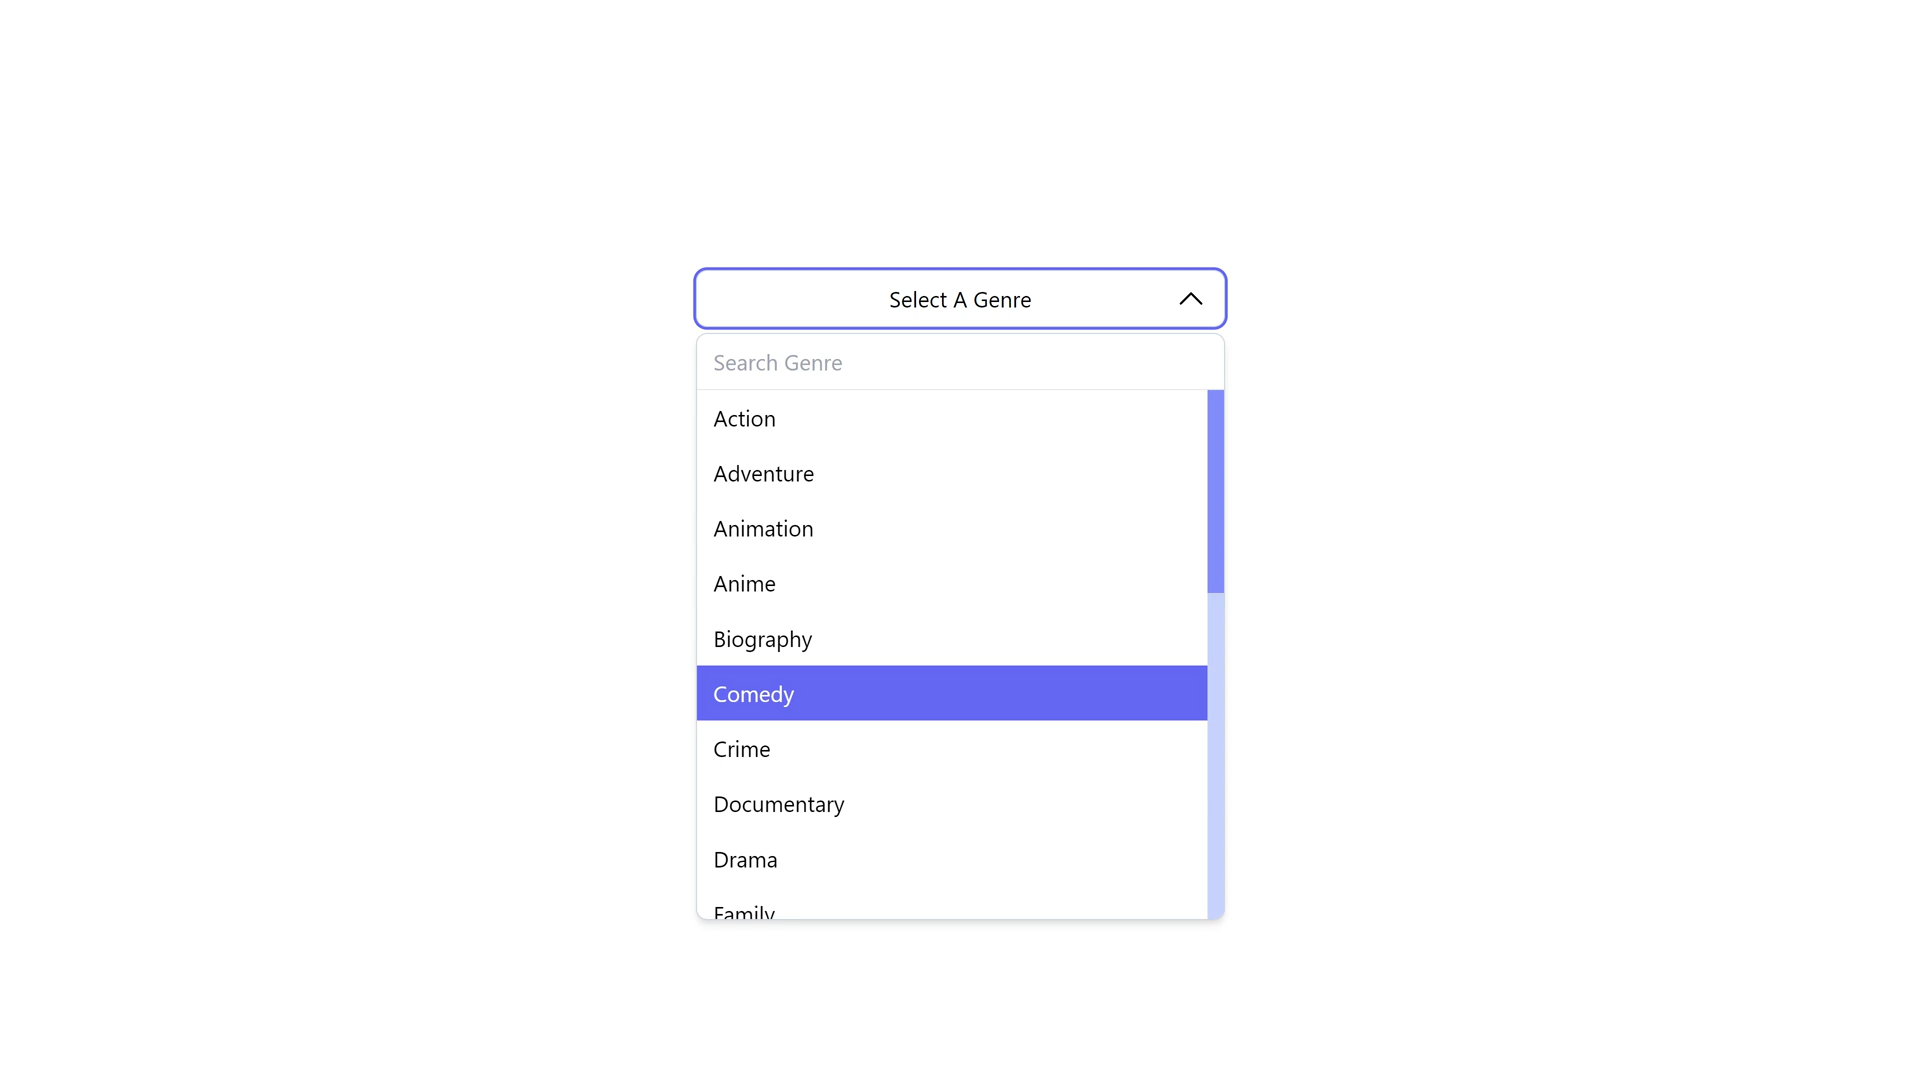 Select A Genre
Search Genre
Action
Adventure
Animation
Anime
Biography
Comedy
Crime
Documentary
Drama
Family